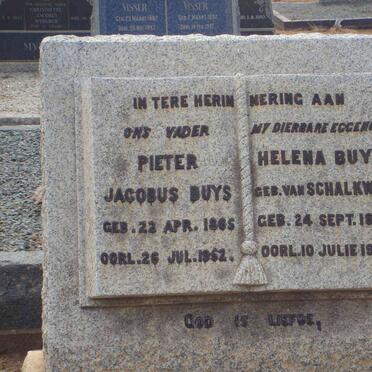 VISSER VISSER
IN TERE HERINNERING AAN
ONS VADER
PIETER
JACOBUS BUYS
GEB. 22 APR. 1865
OORL. 26 JUL. 1952.
MY DIERBARE EGGENO
HELENA BUY
GEB. VAN SCHALKW
GEB. 24 SEPT. 18
OORL. 10 JULIE 19
GOD IS LIEFDE,